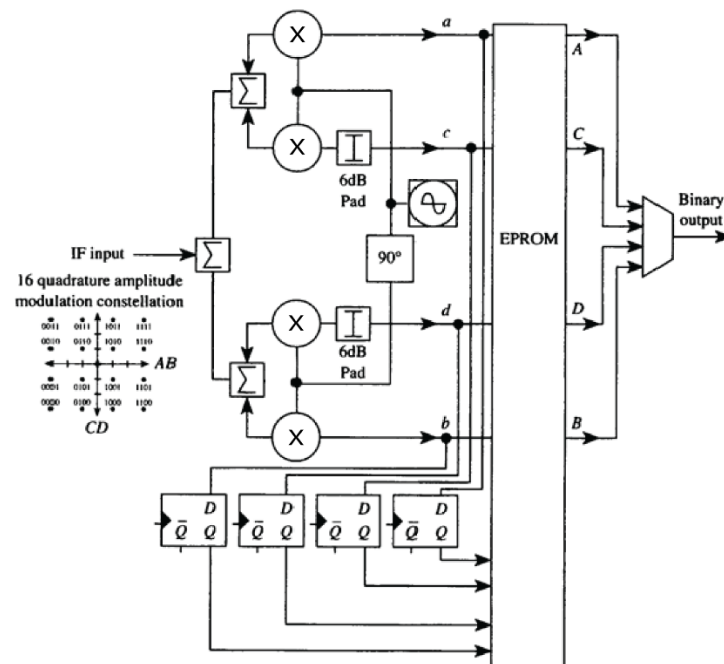 X
a
A
Σ
X
c
C
6dB
Pad
Binary
output
EPROM
IF input
Σ
90°
16 quadrature amplitude
modulation constellation
0011 0111 1011 1111
0010 0110 1010 1110
AB
0001 0101 1001 1101
0000 0100 1000 1100
CD
X
d
D
6dB
Pad
Σ
X
b
B
D D D D
Q̅ Q Q̅ Q Q̅ Q Q̅ Q